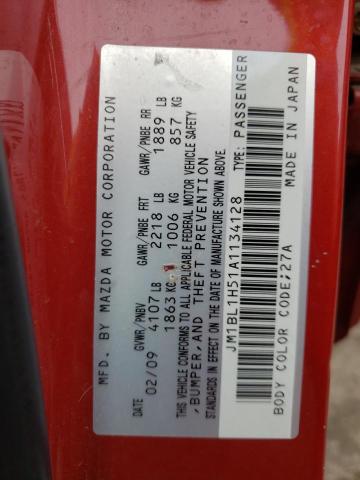 MFD. BY MAZDA MOTOR CORPORATION
DATE GVWR/PNBV GAWR/PNBE FRT GAWR/PNBE RR
02/09 4107 LB 2218 LB 1889 LB
1863 KG 1006 KG 857 KG
THIS VEHICLE CONFORMS TO ALL APPLICABLE FEDERAL MOTOR VEHICLE SAFETY
,BUMPER,AND THEFT PREVENTION
STANDARDS IN EFFECT ON THE DATE OF MANUFACTURE SHOWN ABOVE.
JM1BL1H51A1134128 TYPE: PASSENGER
BODY COLOR CODE;27A MADE IN JAPAN